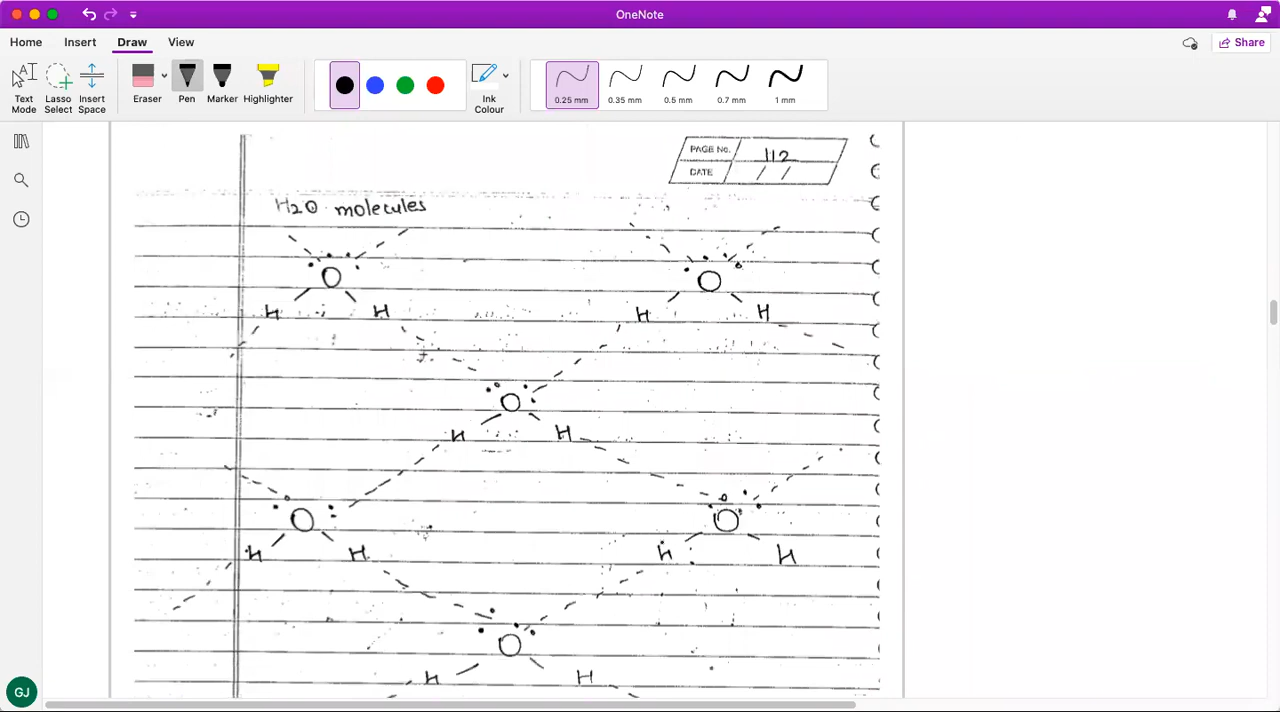 OneNote
Home Insert Draw View
Share
Text Mode
Lasso Select
Insert Space
Eraser
Pen
Marker
Highlighter
Ink Colour
0.25 mm
0.35 mm
0.5 mm
0.7 mm
1 mm
PAGE No. 112
DATE / /
H2O molecules
O O
H H H H
O
H H
O O
H H H H
O
H H
GJ